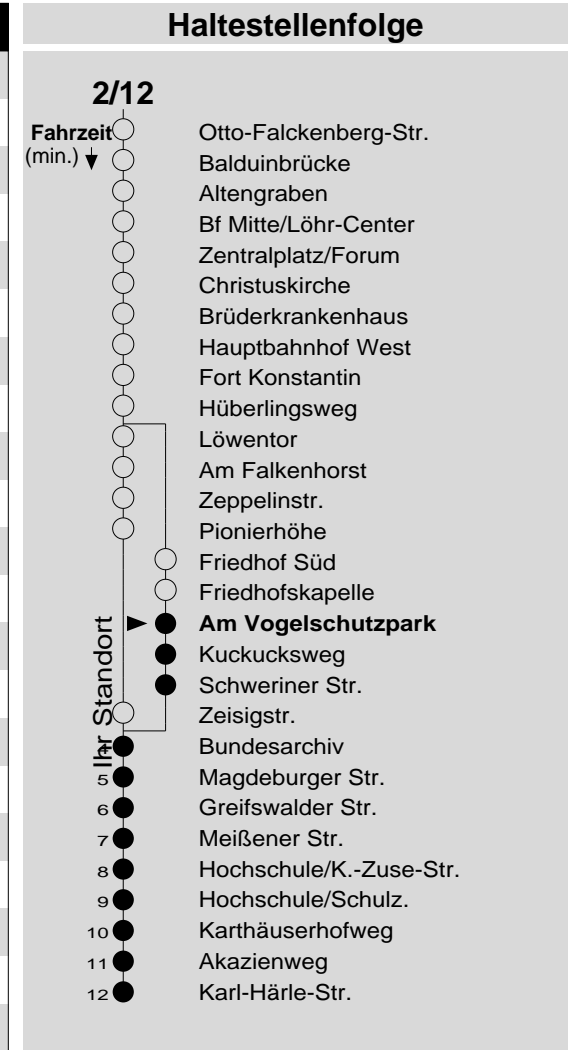 Haltestellenfolge
2/12
Fahrzeit
(min.)
Otto-Falckenberg-Str.
Balduinbrücke
Altengraben
Bf Mitte/Löhr-Center
Zentralplatz/Forum
Christuskirche
Brüderkrankenhaus
Hauptbahnhof West
Fort Konstantin
Hüberlingsweg
Löwentor
Am Falkenhorst
Zeppelinstr.
Pionierhöhe
Friedhof Süd
Friedhofskapelle
Ihr Standort
Am Vogelschutzpark
Kuckucksweg
Schweriner Str.
Zeisigstr.
Bundesarchiv
5 Magdeburger Str.
6 Greifswalder Str.
7 Meißener Str.
8 Hochschule/K.-Zuse-Str.
9 Hochschule/Schulz.
10 Karthäuserhofweg
11 Akazienweg
12 Karl-Härle-Str.